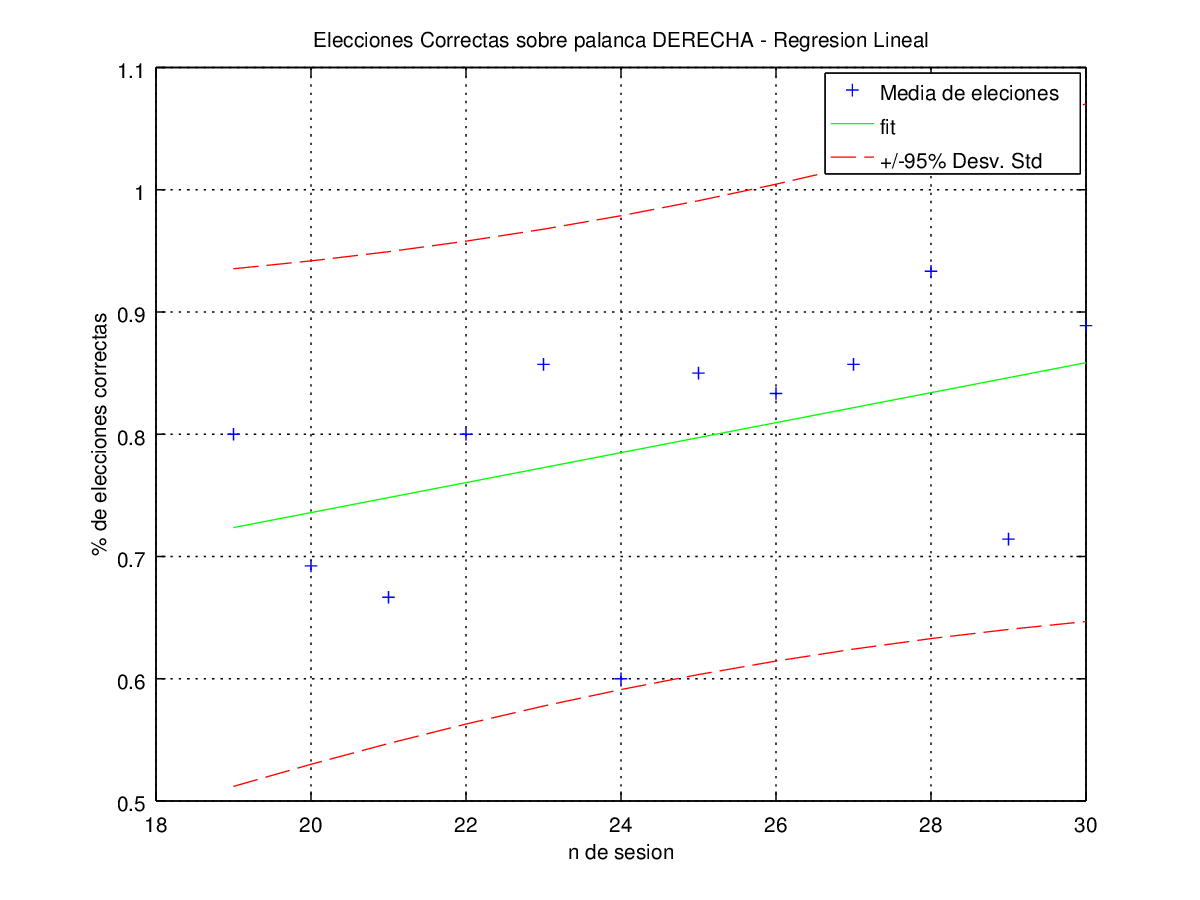 Elecciones Correctas sobre palanca DERECHA - Regresion Lineal
1.1
1
0.9
0.8
0.7
0.6
0.5
% de elecciones correctas
Media de eleciones
fit
+/-95% Desv. Std
18 20 22 24 26 28 30
n de sesion